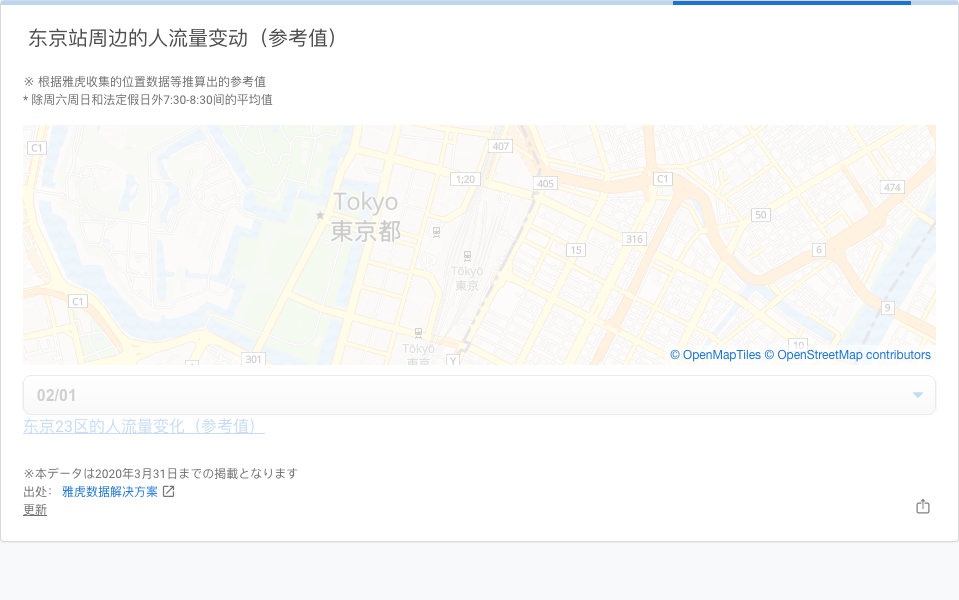 东京站周边的人流量变动（参考值）
※ 根据雅虎收集的位置数据等推算出的参考值
* 除周六周日和法定假日外7:30-8:30间的平均值
C1
407
1;20
405
C1
474
Tokyo
東京都
50
316
15
6
Tōkyō
東京
C1
9
10
Tōkyō
東京
301
Y
© OpenMapTiles © OpenStreetMap contributors
02/01
东京23区的人流量变化（参考值）
※本データは2020年3月31日までの掲載となります
出处： 雅虎数据解决方案
更新